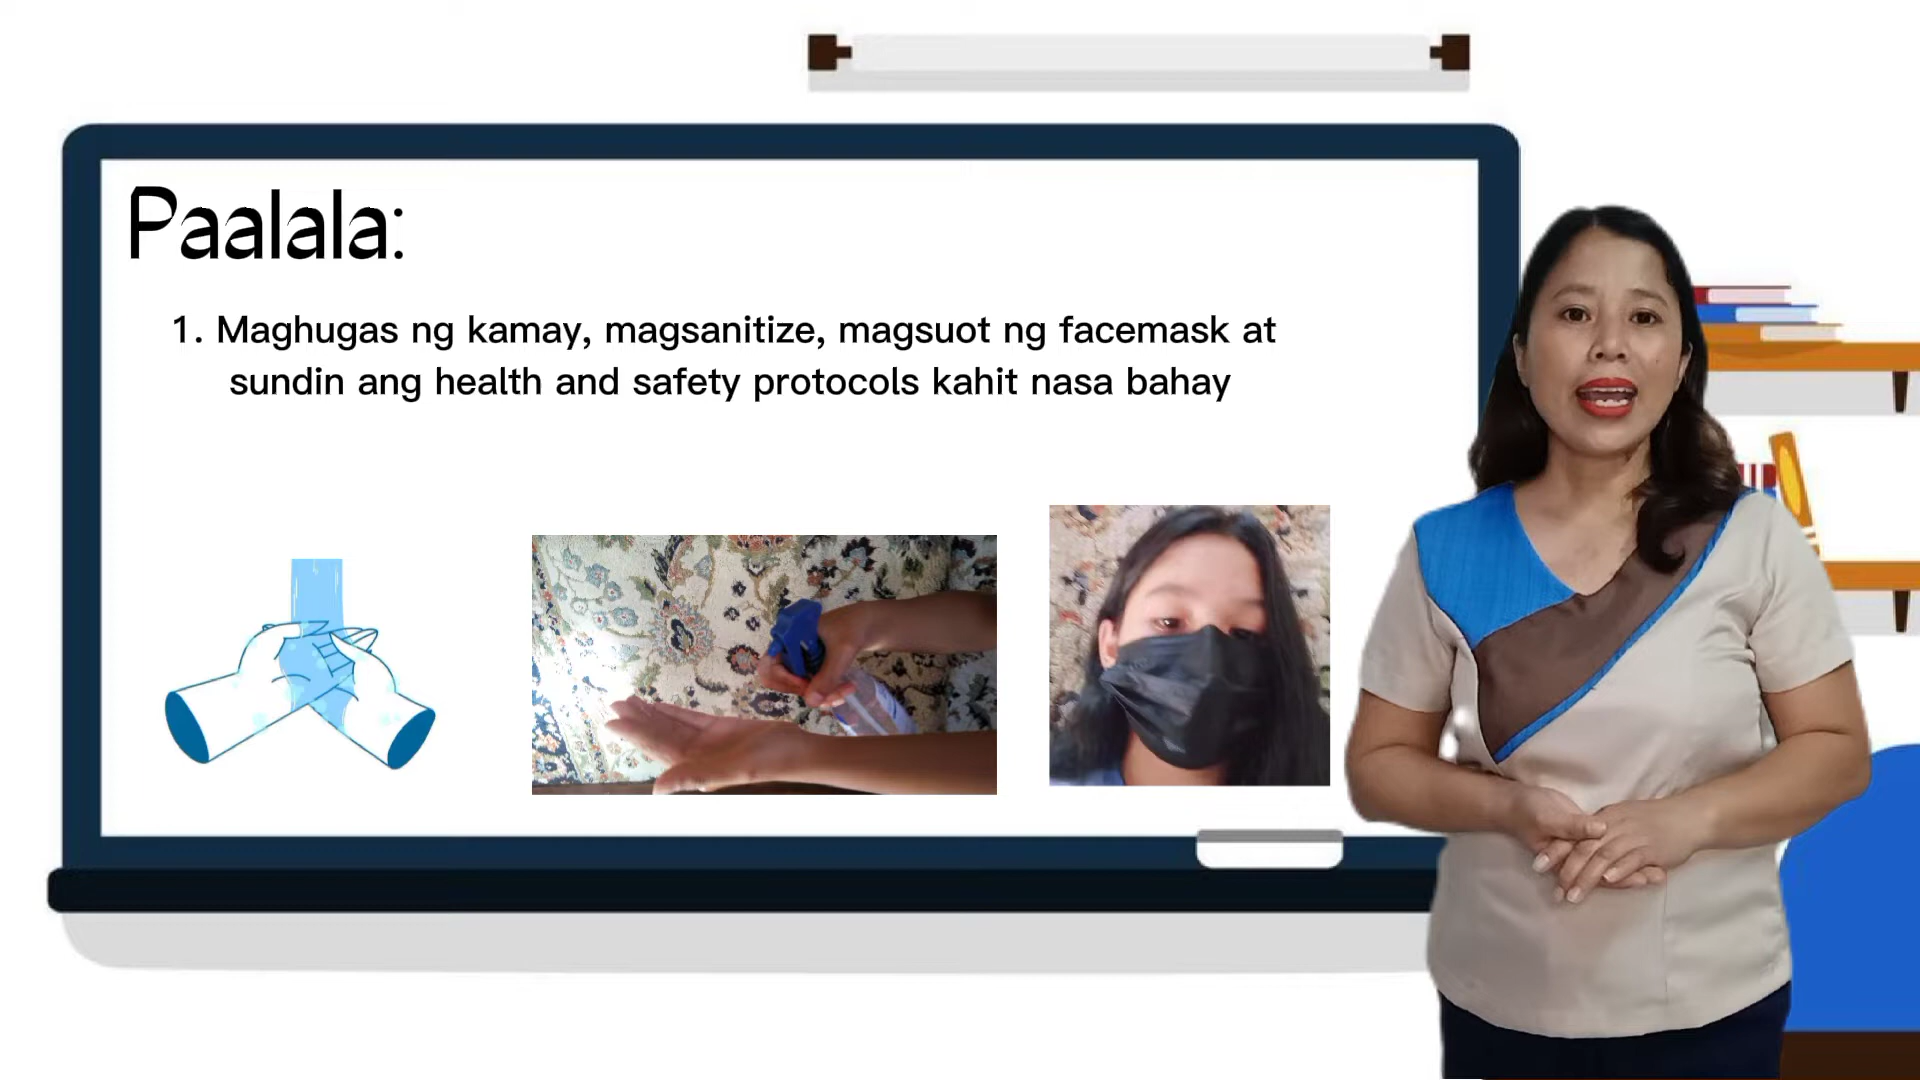 Paalala:
1. Maghugas ng kamay, magsanitize, magsuot ng facemask at
sundin ang health and safety protocols kahit nasa bahay